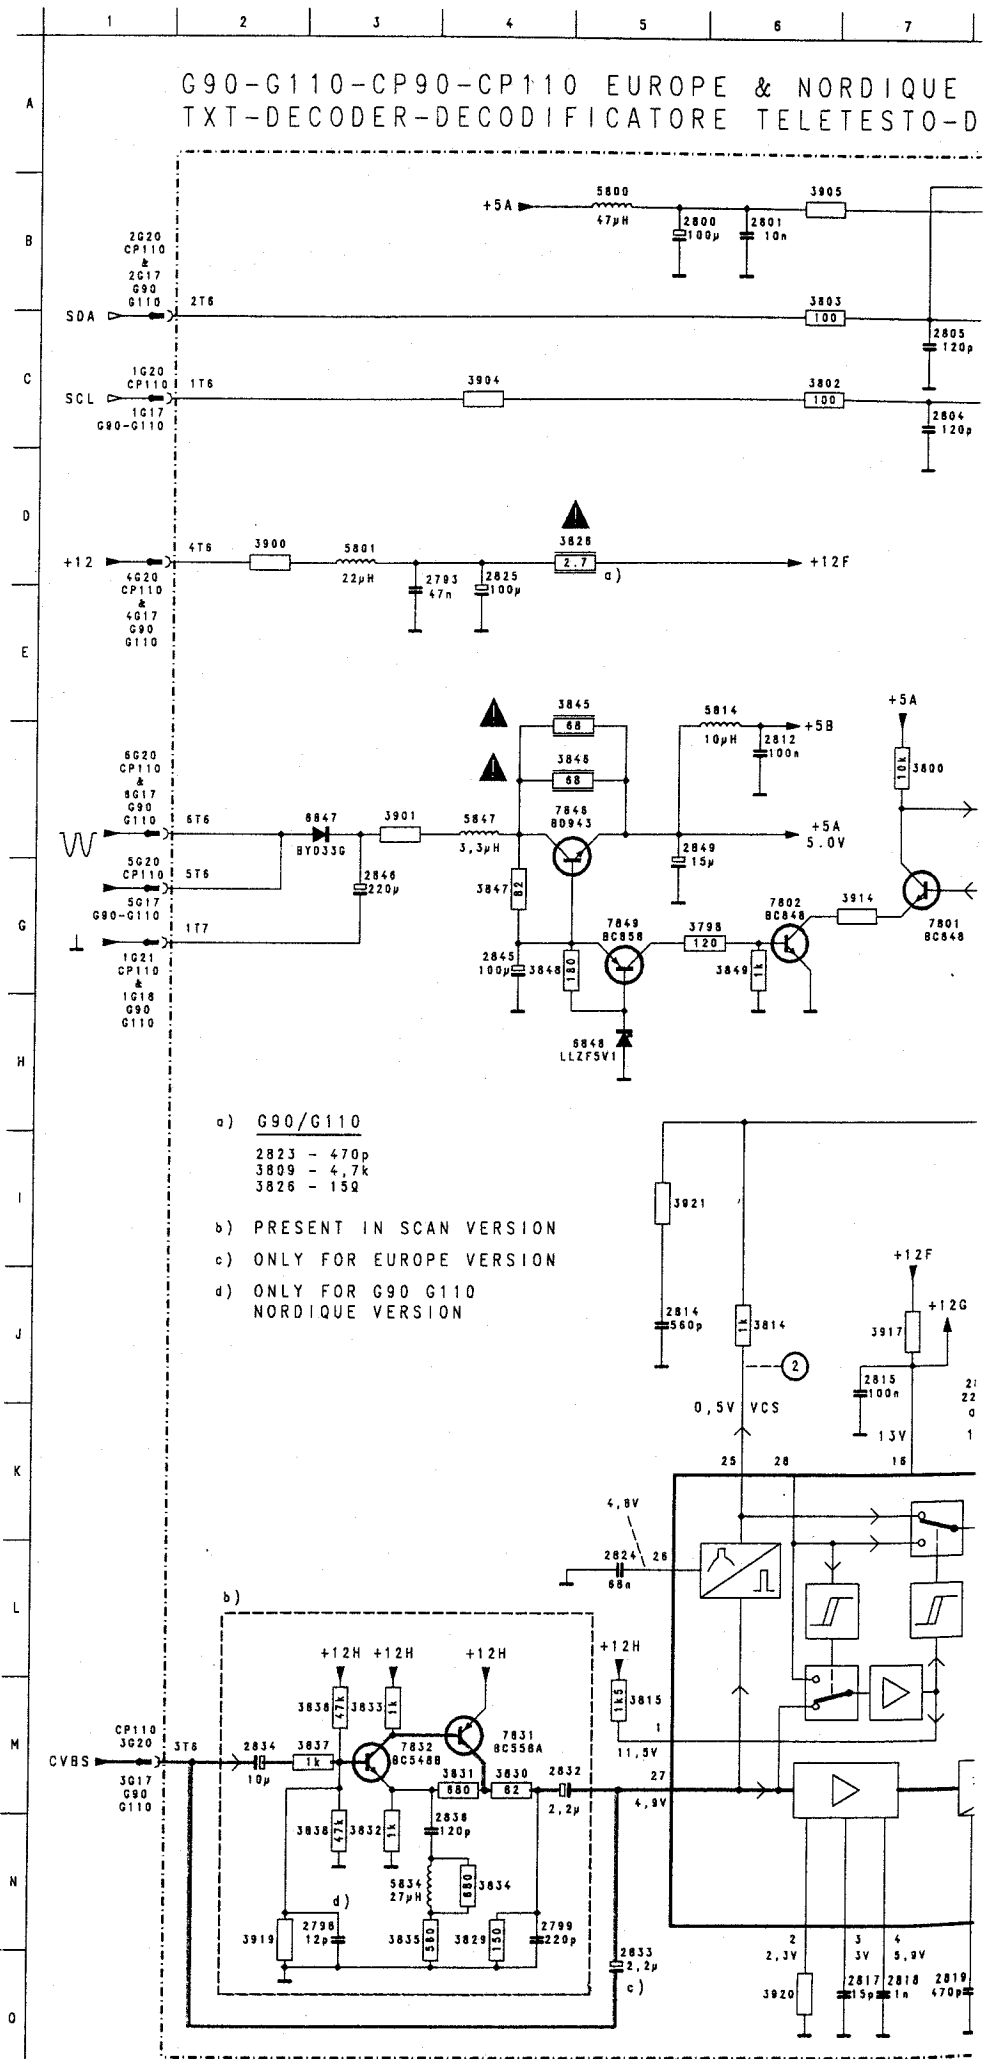 1 2 3 4 5 6 7
A
G90-G110-CP90-CP110 EUROPE & NORDIQUE
TXT-DECODER-DECODIFICATORE TELETESTO-D
B
+5A
5800
47µH
2800
100µ
2801
10n
3905
2G20
CP110
&
2G17
G90
G110
SDA
2T6
3803
100
2805
120p
C
1G20
CP110
SCL
1T6
1G17
G90-G110
3904
3802
100
2804
120p
D
+12
4T6
3900
5801
22µH
2793
47n
2825
100µ
3826
2.7
a)
+12F
4G20
CP110
&
4G17
G90
G110
E
3845
68
3846
68
5814
10µH
2812
100n
+5B
+5A
10k
3800
6G20
CP110
&
6G17
G90
G110
6T6
6847
BYD33G
3901
5847
3,3µH
7846
BD943
2849
15µ
+5A
5.0V
5G20
CP110
5T6
5G17
G90-G110
2846
220µ
3847
82
G
1T7
1G21
CP110
&
1G18
G90
G110
2845
100µ
3848
180
7849
BC858
3798
120
3849
1k
7802
BC848
3914
7801
BC848
H
6848
LLZF5V1
a) G90/G110
2823 - 470p
3809 - 4,7k
3826 - 15Ω
I
b) PRESENT IN SCAN VERSION
c) ONLY FOR EUROPE VERSION
d) ONLY FOR G90 G110
NORDIQUE VERSION
J
3921
2814
560p
1k
3814
2
+12F
+12G
3917
2815
100n
0,5V VCS
13V
K
25 28 16
4,8V
2824
68n
26
L
b)
+12H +12H +12H
+12H
1k5
3815
1
11,5V
M
CP110
3G20
CVBS
3T6
3G17
G90
G110
2834
10µ
3837
1k
3838
47k
3833
1k
7832
BC548B
7831
BC558A
3831
680
3830
82
2832
2,2µ
27
4,9V
N
3838
47k
3832
1k
2836
120p
5834
27µH
680
3834
d)
3919
2798
12p
3835
560
3829
150
2799
220p
O
2833
2,2µ
c)
2
2,3V
3
3V
4
5,9V
3920
2817
15p
2818
1n
2819
470p